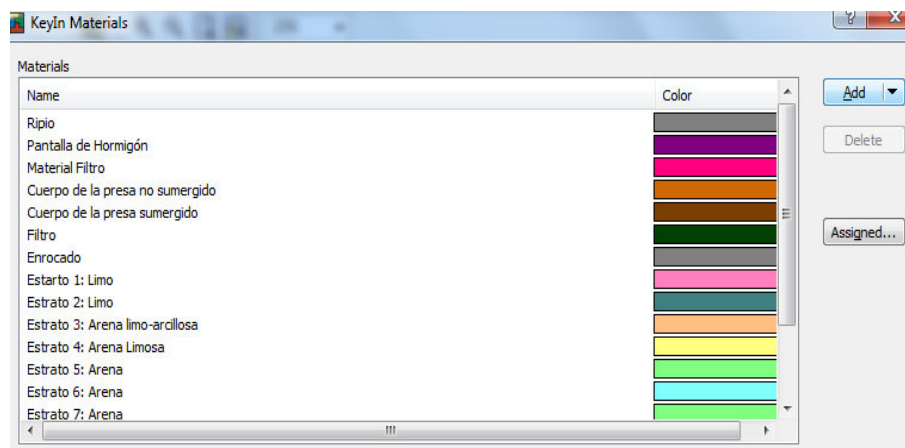 KeyIn Materials
Materials
Name Color
Add
Ripio
Pantalla de Hormigón
Delete
Material Filtro
Cuerpo de la presa no sumergido
Cuerpo de la presa sumergido
Filtro
Assigned...
Enrocado
Estarto 1: Limo
Estrato 2: Limo
Estrato 3: Arena limo-arcillosa
Estrato 4: Arena Limosa
Estrato 5: Arena
Estrato 6: Arena
Estrato 7: Arena